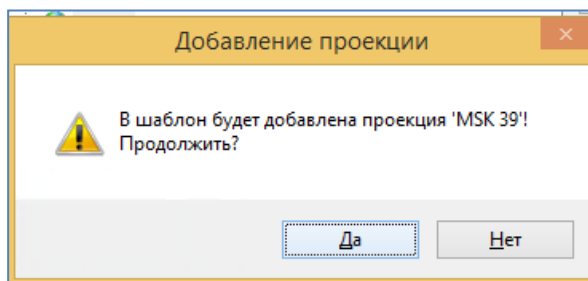 Добавление проекции
В шаблон будет добавлена проекция 'MSK 39'!
Продолжить?
Да
Нет